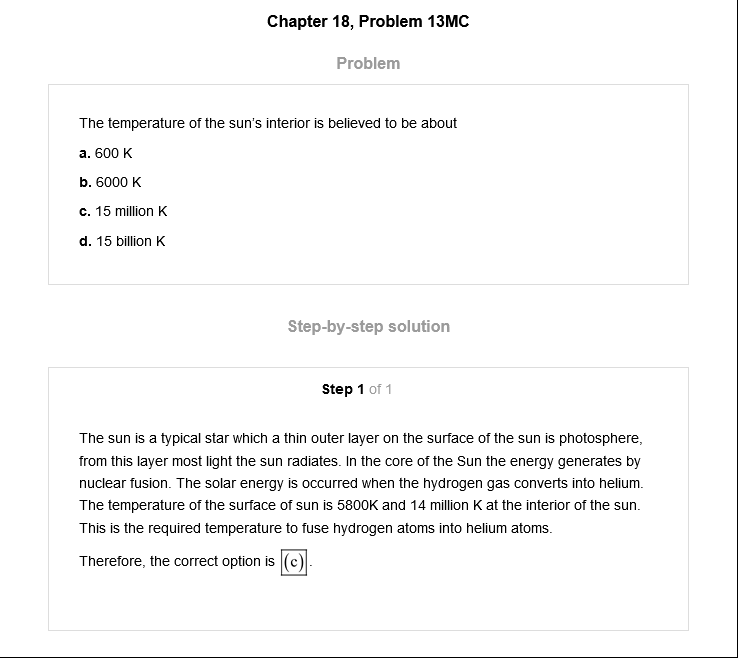 Chapter 18, Problem 13MC
Problem
The temperature of the sun's interior is believed to be about
a. 600 K
b. 6000 K
c. 15 million K
d. 15 billion K
Step-by-step solution
Step 1 of 1
The sun is a typical star which a thin outer layer on the surface of the sun is photosphere,
from this layer most light the sun radiates. In the core of the Sun the energy generates by
nuclear fusion. The solar energy is occurred when the hydrogen gas converts into helium.
The temperature of the surface of sun is 5800K and 14 million K at the interior of the sun.
This is the required temperature to fuse hydrogen atoms into helium atoms.
Therefore, the correct option is (c).